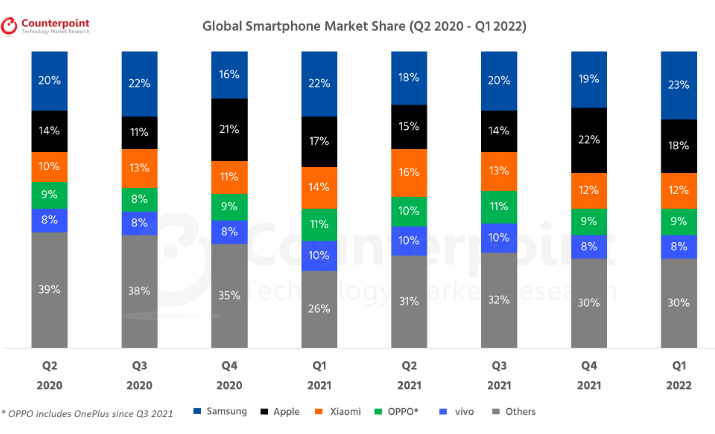 Counterpoint
Technology Market Research
Global Smartphone Market Share (Q2 2020 - Q1 2022)
20% 22% 16% 22% 18% 20% 19% 23%
14% 11% 21% 17% 15% 14% 22% 18%
10% 13% 11% 14% 16% 13% 12% 12%
9% 8% 9% 11% 10% 11% 9% 9%
8% 8% 8% 10% 10% 10% 8% 8%
Counterpoint
Technology Market Research
39% 38% 35% 26% 31% 32% 30% 30%
Q2 Q3 Q4 Q1 Q2 Q3 Q4 Q1
2020 2020 2020 2021 2021 2021 2021 2022
* OPPO includes OnePlus since Q3 2021
Samsung Apple Xiaomi OPPO* vivo Others